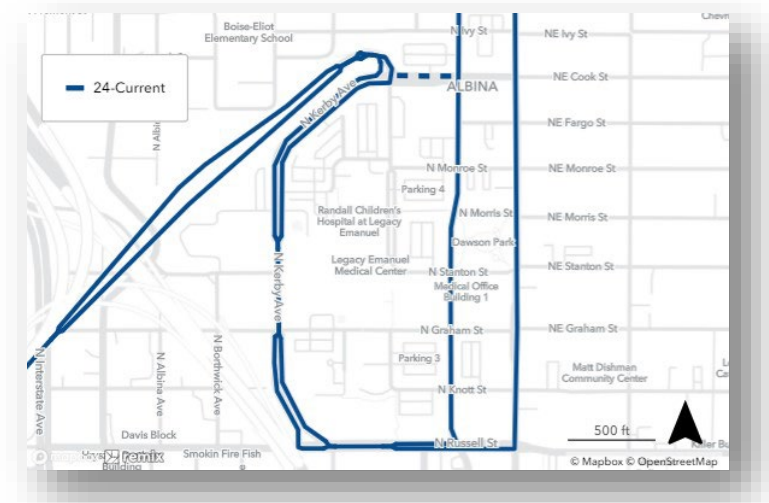 Boise-Eliot
Elementary School
N Ivy St
NE Ivy St
24-Current
N Kerby Ave
ALBINA
NE Cook St
NE Fargo St
N Monroe St
NE Monroe St
Parking 4
Randall Children's
Hospital at Legacy
Emanuel
N Morris St
NE Morris St
Dawson Park
N Kerby Ave
Legacy Emanuel
Medical Center
N Stanton St
NE Stanton St
Medical Office
Building 1
N Graham St
NE Graham St
N Interstate Ave
N Albina Ave
N Borthwick Ave
Parking 3
Matt Dishman
Community Center
N Knott St
500 ft
Davis Block
N Russell St
remix
Building
Smokin Fire Fish
© Mapbox © OpenStreetMap